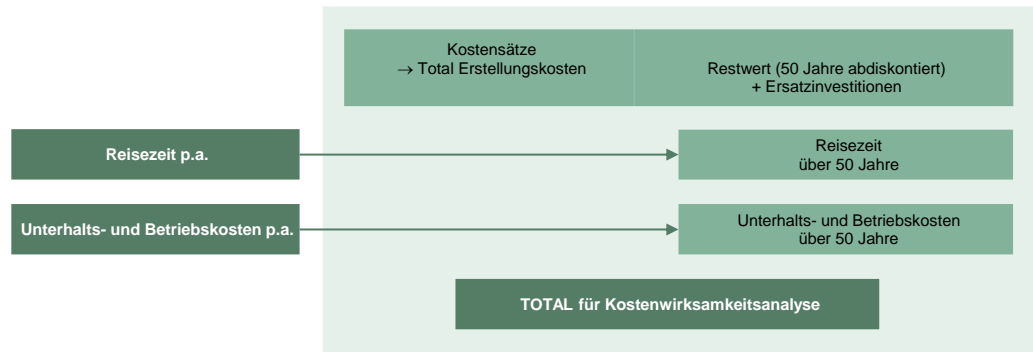 Kostensätze
→ Total Erstellungskosten
Restwert (50 Jahre abdiskontiert)
+ Ersatzinvestitionen
Reisezeit p.a.
Reisezeit
über 50 Jahre
Unterhalts- und Betriebskosten p.a.
Unterhalts- und Betriebskosten
über 50 Jahre
TOTAL für Kostenwirksamkeitsanalyse